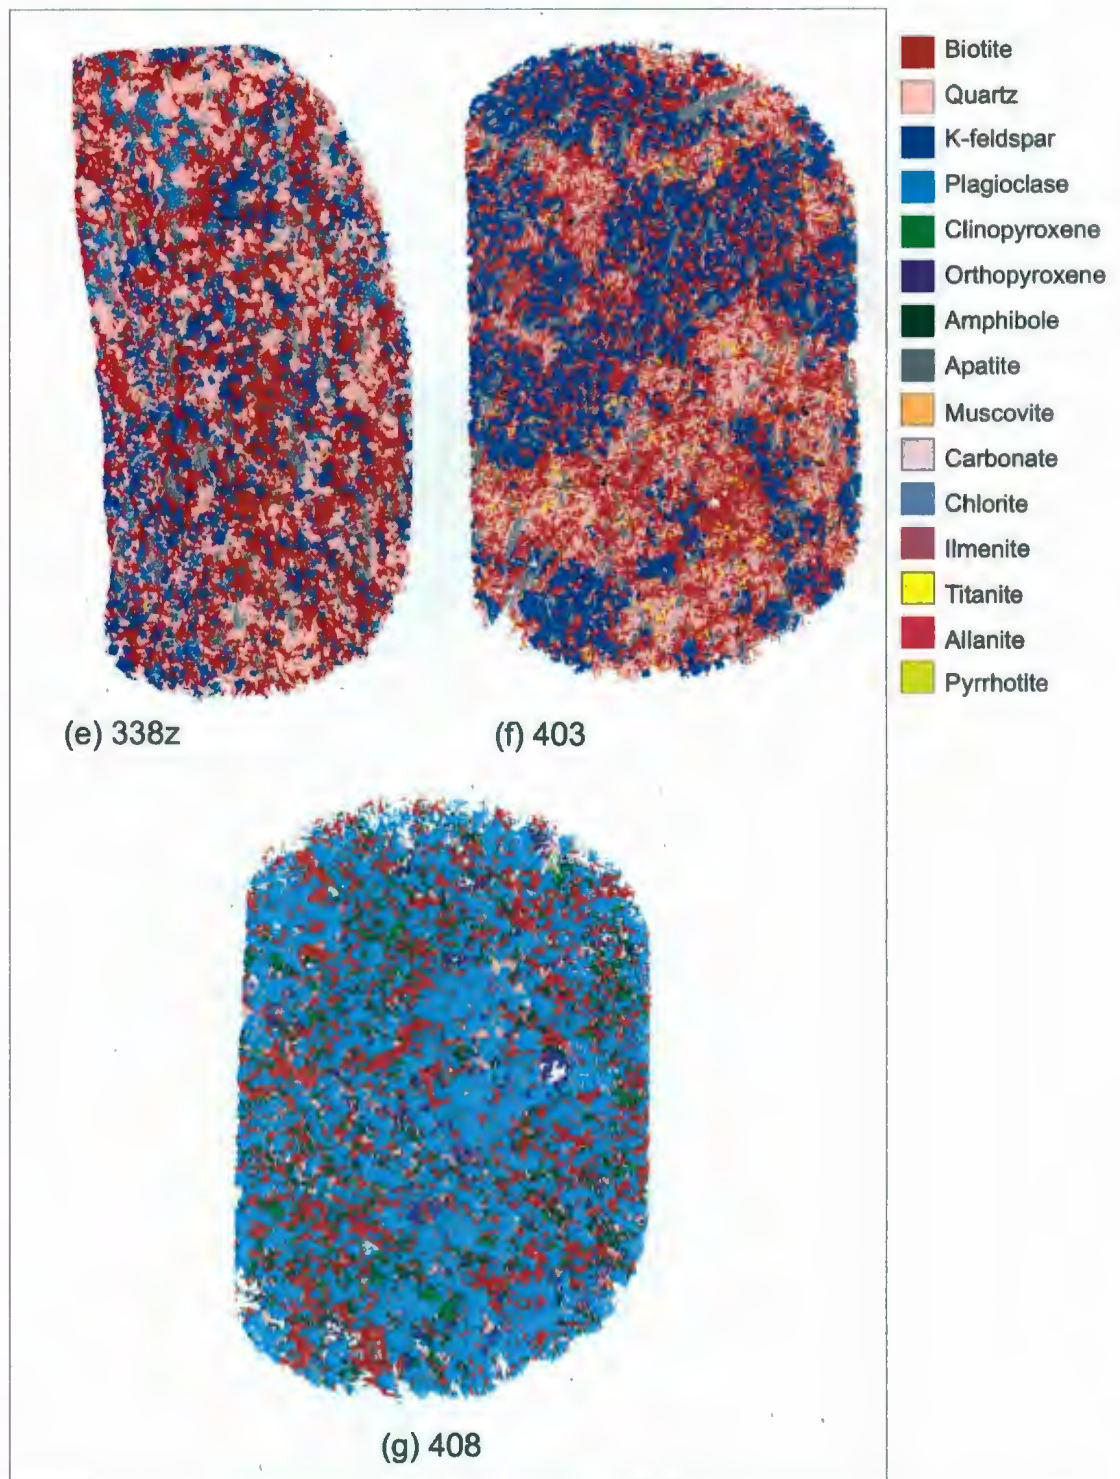 Biotite
Quartz
K-feldspar
Plagioclase
Clinopyroxene
Orthopyroxene
Amphibole
Apatite
Muscovite
Carbonate
Chlorite
Ilmenite
Titanite
Allanite
Pyrrhotite
(e) 338z
(f) 403
(g) 408